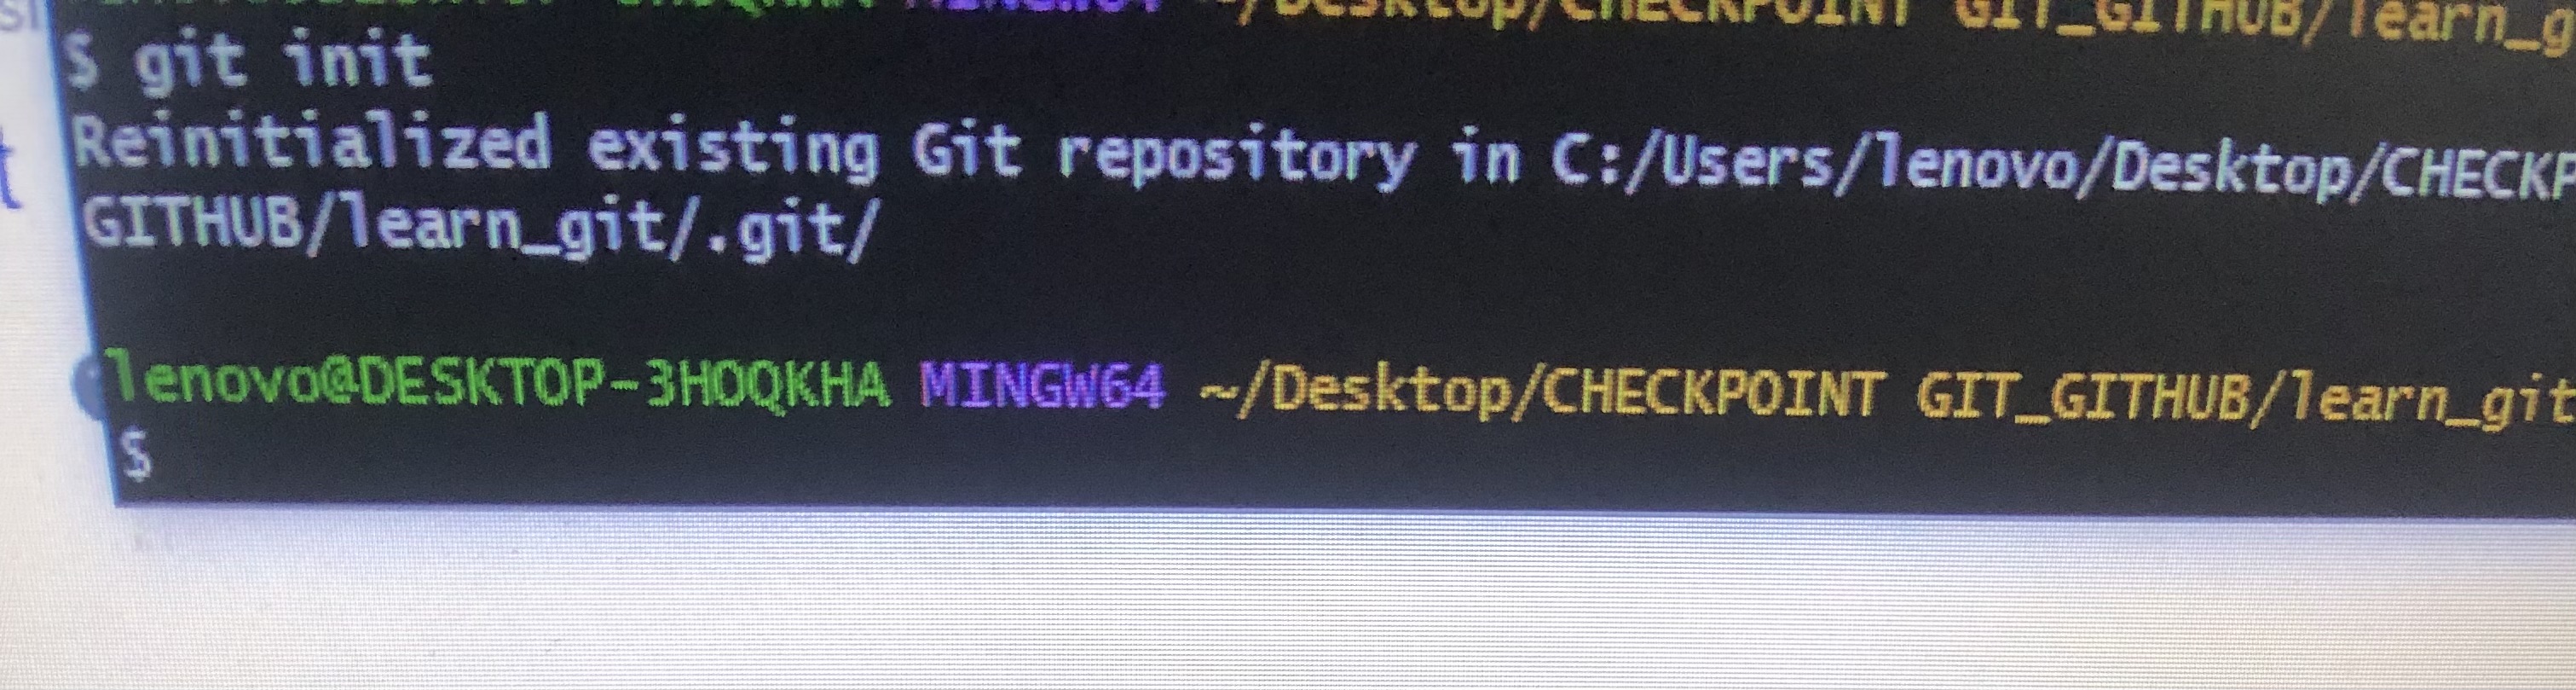 ~/Desktop/CHECKPOINT GIT_GITHUB/learn_g
$ git init
Reinitialized existing Git repository in C:/Users/lenovo/Desktop/CHECKP
GITHUB/learn_git/.git/
lenovo@DESKTOP-3HOQKHA MINGW64 ~/Desktop/CHECKPOINT GIT_GITHUB/learn_git
$